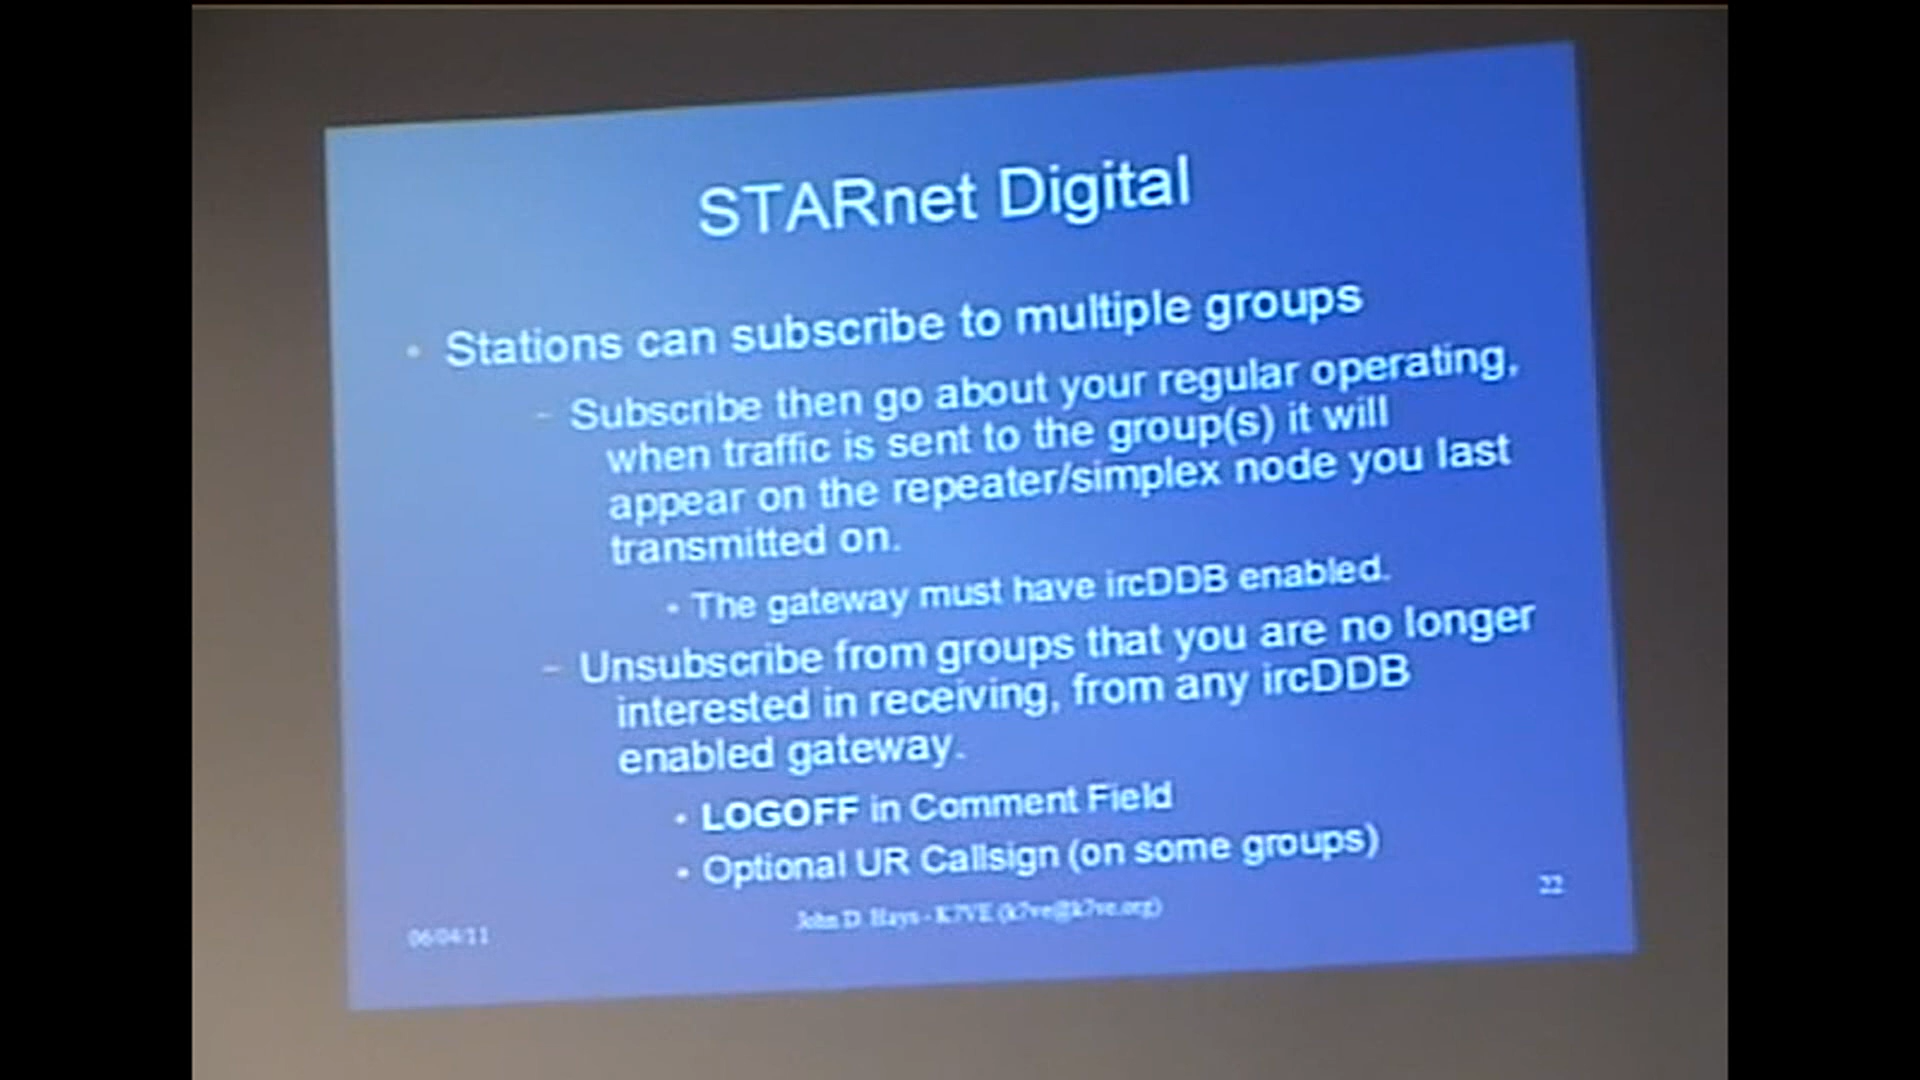 STARnet Digital
• Stations can subscribe to multiple groups
– Subscribe then go about your regular operating,
when traffic is sent to the group(s) it will
appear on the repeater/simplex node you last
transmitted on.
• The gateway must have ircDDB enabled.
– Unsubscribe from groups that you are no longer
interested in receiving, from any ircDDB
enabled gateway.
• LOGOFF in Comment Field
• Optional UR Callsign (on some groups)
06/04/11
John D. Hays - K7VE (k7ve@k7ve.org)
22